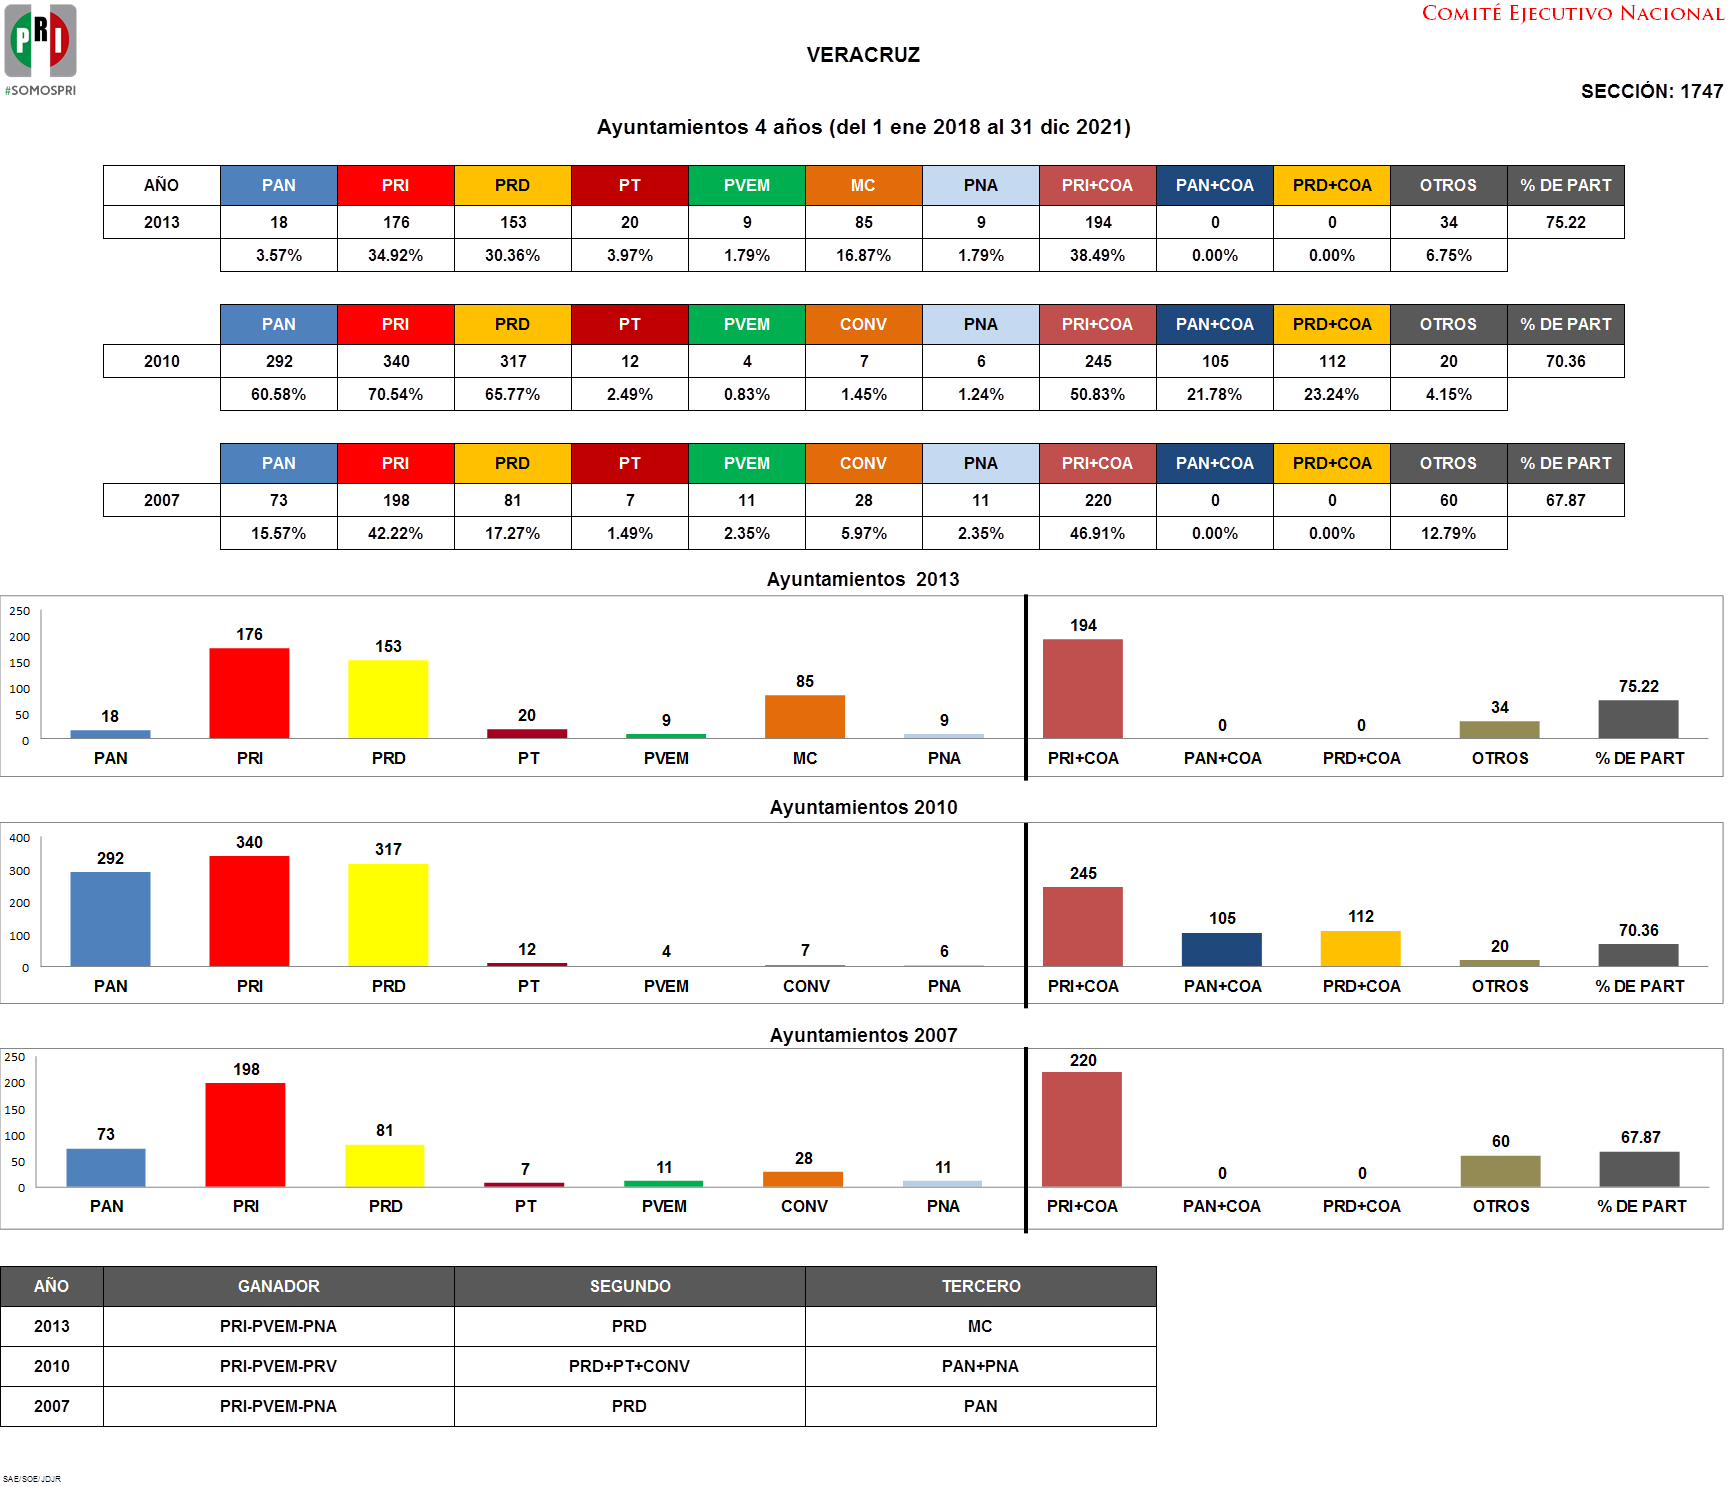 PRI
#SOMOSPRI
COMITÉ EJECUTIVO NACIONAL
VERACRUZ
SECCIÓN: 1747
Ayuntamientos 4 años (del 1 ene 2018 al 31 dic 2021)
AÑO PAN PRI PRD PT PVEM MC PNA PRI+COA PAN+COA PRD+COA OTROS % DE PART
2013 18 176 153 20 9 85 9 194 0 0 34 75.22
3.57% 34.92% 30.36% 3.97% 1.79% 16.87% 1.79% 38.49% 0.00% 0.00% 6.75%
PAN PRI PRD PT PVEM CONV PNA PRI+COA PAN+COA PRD+COA OTROS % DE PART
2010 292 340 317 12 4 7 6 245 105 112 20 70.36
60.58% 70.54% 65.77% 2.49% 0.83% 1.45% 1.24% 50.83% 21.78% 23.24% 4.15%
PAN PRI PRD PT PVEM CONV PNA PRI+COA PAN+COA PRD+COA OTROS % DE PART
2007 73 198 81 7 11 28 11 220 0 0 60 67.87
15.57% 42.22% 17.27% 1.49% 2.35% 5.97% 2.35% 46.91% 0.00% 0.00% 12.79%
Ayuntamientos 2013
250
200
150
100
50
0
18 176 153 20 9 85 9 194 0 0 34 75.22
PAN PRI PRD PT PVEM MC PNA PRI+COA PAN+COA PRD+COA OTROS % DE PART
Ayuntamientos 2010
400
300
200
100
0
292 340 317 12 4 7 6 245 105 112 20 70.36
PAN PRI PRD PT PVEM CONV PNA PRI+COA PAN+COA PRD+COA OTROS % DE PART
Ayuntamientos 2007
250
200
150
100
50
0
73 198 81 7 11 28 11 220 0 0 60 67.87
PAN PRI PRD PT PVEM CONV PNA PRI+COA PAN+COA PRD+COA OTROS % DE PART
AÑO GANADOR SEGUNDO TERCERO
2013 PRI-PVEM-PNA PRD MC
2010 PRI-PVEM-PRV PRD+PT+CONV PAN+PNA
2007 PRI-PVEM-PNA PRD PAN
SAE/SOE/JDJR